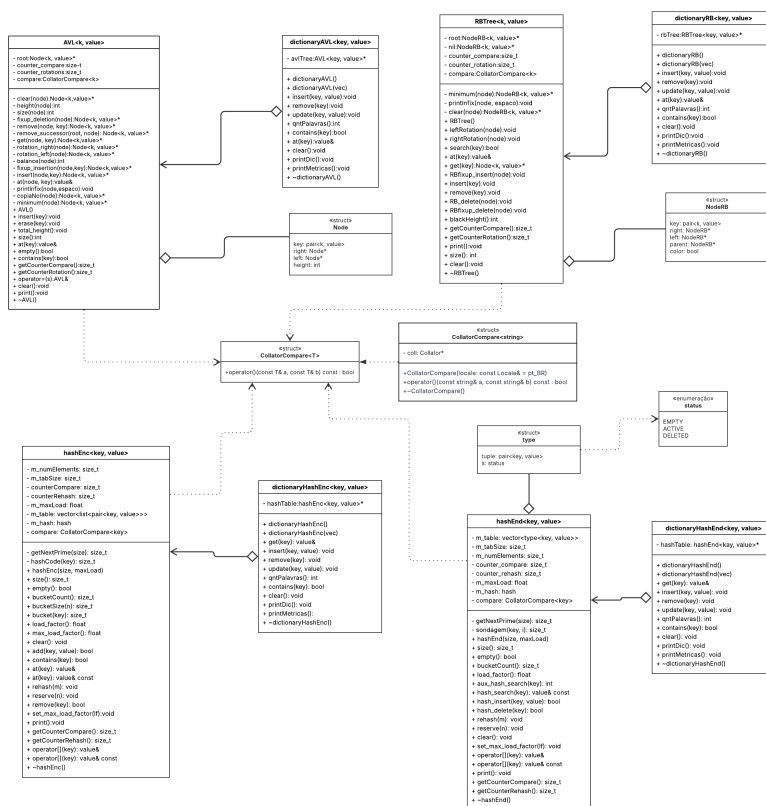 AVL<k, value>
- root:Node<k, value>*
- counter_compare:size-t
- counter_rotations:size_t
- compare:CollatorCompare<k>
- clear(node):Node<k,value>*
- height(node):int
- size(node):int
- fixup_deletion(node):Node<k,value>*
- remove(node, key):Node<k,value>*
- remove_successor(root, node): Node<k,value>*
- get(node, key):Node<k,value>*
- rotation_right(node):Node<k,value>*
- rotation_left(node):Node<k,value>*
- balance(node):int
- fixup_insertion(node,key):Node<k,value>*
- insert(node,key):Node<k,value>*
- at(node, key):value&
- printInfix(node,espaco):void
- copiaNo(node):Node<k,value>*
- minimum(node):Node<k,value>*
+ AVL()
+ insert(key):void
+ erase(key):void
+ total_height():void
+ size():int
+ at(key):value&
+ empty():bool
+ contains(key):bool
+ getCounterCompare():size_t
+ getCounterRotation():size_t
+ operator=(s):AVL&
+ clear():void
+ print():void
+ ~AVL()
dictionaryAVL<key, value>
- avlTree:AVL<key, value>*
+ dictionaryAVL()
+ dictionaryAVL(vec)
+ insert(key, value):void
+ remove(key):void
+ update(key, value):void
+ qntPalavras():int
+ contains(key):bool
+ at(key):value&
+ clear():void
+ printDic():void
+ printMetricas():void
+ ~dictionaryAVL()
«struct»
Node
key: pair<k, value>
right: Node*
left: Node*
height: int
RBTree<k, value>
- root:NodeRB<k, value>*
- nil:NodeRB<k, value>*
- counter_compare:size_t
- counter_rotation:size_t
- compare:CollatorCompare<k>
- minimum(node):NodeRB<k, value>*
- printInfix(node, espaco):void
- clear(node):NodeRB<k, value>*
+ RBTree()
+ leftRotation(node):void
+ rightRotation(node):void
+ search(key):bool
+ at(key):value&
+ get(key):Node<k, value>*
+ RBfixup_insert(node):void
+ insert(key):void
+ remove(key):void
+ RB_delete(node):void
+ RBfixup_delete(node):void
+ blackHeight():int
+ getCounterCompare():size_t
+ getCounterRotation():size_t
+ print():void
+ size(): int
+ clear():void
+ ~RBTree()
dictionaryRB<key, value>
- rbTree:RBTree<key, value>*
+ dictionaryRB()
+ dictionaryRB(vec)
+ insert(key, value):void
+ remove(key):void
+ update(key, value):void
+ at(key):value&
+ qntPalavras():int
+ contains(key):bool
+ clear():void
+ printDic():void
+ printMetricas():void
+ ~dictionaryRB()
«struct»
NodeRB
key: pair<k, value>
right: NodeRB*
left: NodeRB*
parent: NodeRB*
color: bool
«struct»
CollatorCompare<T>
+operator()(const T& a, const T& b) const : bool
«struct»
CollatorCompare<string>
- coll: Collator*
+CollatorCompare(locale: const Locale& = pt_BR)
+operator()(const string& a, const string& b) const : bool
+~CollatorCompare()
«enumeração»
status
EMPTY
ACTIVE
DELETED
«struct»
type
tuple: pair<key, value>
s: status
hashEnc<key, value>
- m_numElements: size_t
- m_tabSize: size_t
- counterCompare: size_t
- counterRehash: size_t
- m_maxLoad: float
- m_table: vector<list<pair<key, value>>>
- m_hash: hash
- compare: CollatorCompare<key>
- getNextPrime(size): size_t
- hashCode(key): size_t
+ hashEnc(size, maxLoad)
+ size(): size_t
+ empty(): bool
+ bucketCount(): size_t
+ bucketSize(n): size_t
+ bucket(key): size_t
+ load_factor(): float
+ max_load_factor(): float
+ clear(): void
+ add(key, value): bool
+ contains(key): bool
+ at(key): value&
+ at(key): value& const
+ rehash(m): void
+ reserve(n): void
+ remove(key): bool
+ set_max_load_factor(lf):void
+ print():void
+ getCounterCompare(): size_t
+ getCounterRehash(): size_t
+ operator[](key): value&
+ operator[](key): value& const
+ ~hashEnc()
dictionaryHashEnc<key, value>
- hashTable:hashEnc<key, value>*
+ dictionaryHashEnc()
+ dictionaryHashEnc(vec)
+ get(key): value&
+ insert(key, value): void
+ remove(key): void
+ update(key, value): void
+ qntPalavras(): int
+ contains(key): bool
+ clear(): void
+ printDic(): void
+ printMetricas():
+ ~dictionaryHashEnc()
hashEnd<key, value>
- m_table: vector<type<key, value>>
- m_tabSize: size_t
- m_numElements: size_t
- counter_compare: size_t
- counter_rehash: size_t
- m_maxLoad: float
- m_hash: hash
- compare: CollatorCompare<key>
- getNextPrime(size): size_t
- sondagem(key, i): size_t
+ hashEnd(size, maxLoad)
+ size(): size_t
+ empty(): bool
+ bucketCount(): size_t
+ load_factor(): float
+ aux_hash_search(key): int
+ hash_search(key): value& const
+ hash_insert(key, value): bool
+ hash_delete(key): bool
+ rehash(m): void
+ reserve(n): void
+ clear(): void
+ set_max_load_factor(lf): void
+ operator[](key): value&
+ operator[](key): value& const
+ print(): void
+ getCounterCompare(): size_t
+ getCounterRehash(): size_t
+ ~hashEnd()
dictionaryHashEnd<key, value>
- hashTable: hashEnd<kay, value>*
+ dictionaryHashEnd()
+ dictionaryHashEnd(vec)
+ get(key): value&
+ insert(key, value): void
+ remove(key): void
+ update(key, value): void
+ qntPalavras(): int
+ contains(key): bool
+ clear(): void
+ printDic(): void
+ printMetricas(): void
+ ~dictionaryHashEnd()